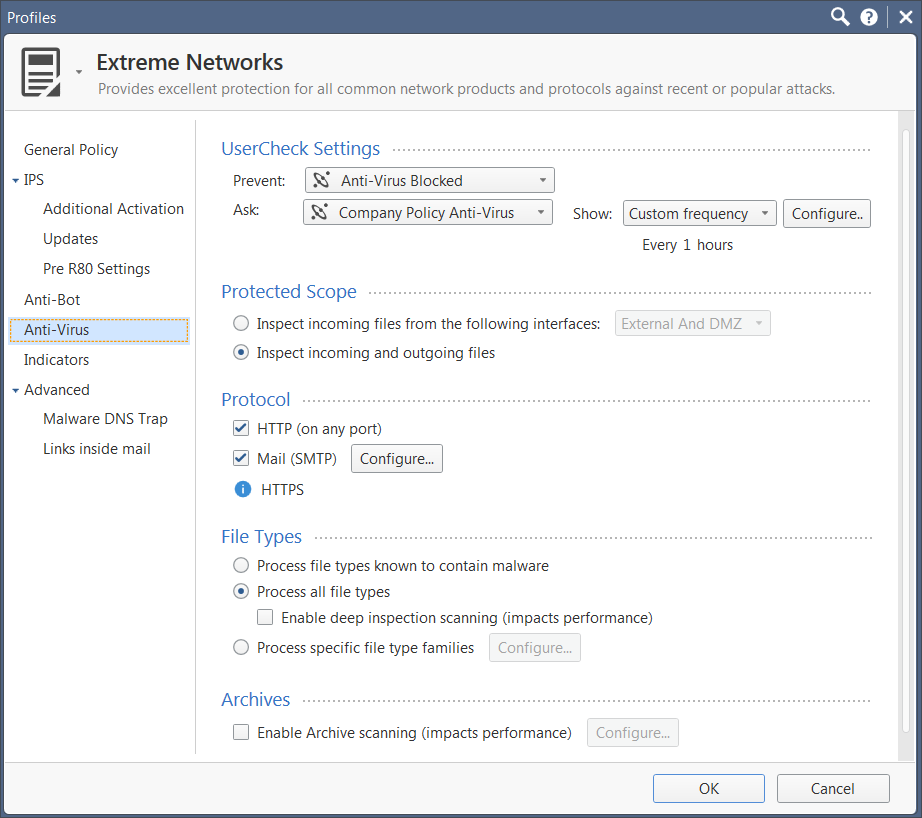 Profiles
Extreme Networks
Provides excellent protection for all common network products and protocols against recent or popular attacks.
General Policy
IPS
Additional Activation
Updates
Pre R80 Settings
Anti-Bot
Anti-Virus
Indicators
Advanced
Malware DNS Trap
Links inside mail
UserCheck Settings
Prevent: Anti-Virus Blocked
Ask: Company Policy Anti-Virus Show: Custom frequency Configure..
Every 1 hours
Protected Scope
Inspect incoming files from the following interfaces: External And DMZ
Inspect incoming and outgoing files
Protocol
HTTP (on any port)
Mail (SMTP) Configure...
HTTPS
File Types
Process file types known to contain malware
Process all file types
Enable deep inspection scanning (impacts performance)
Process specific file type families Configure...
Archives
Enable Archive scanning (impacts performance) Configure...
OK Cancel